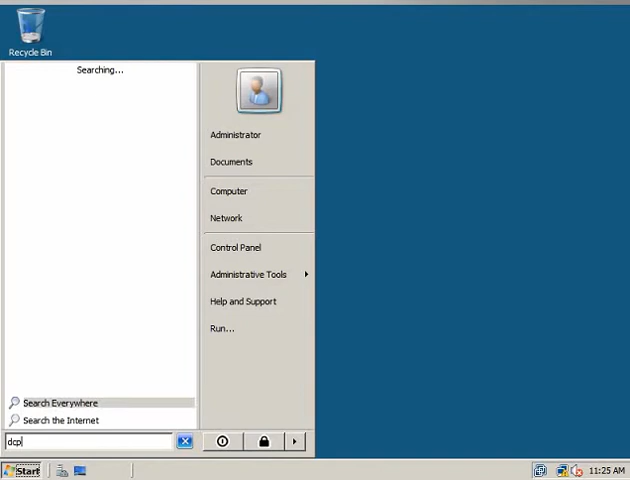 Recycle Bin
Searching...
Administrator
Documents
Computer
Network
Control Panel
Administrative Tools
Help and Support
Run...
Search Everywhere
Search the Internet
dcp
Start
11:25 AM